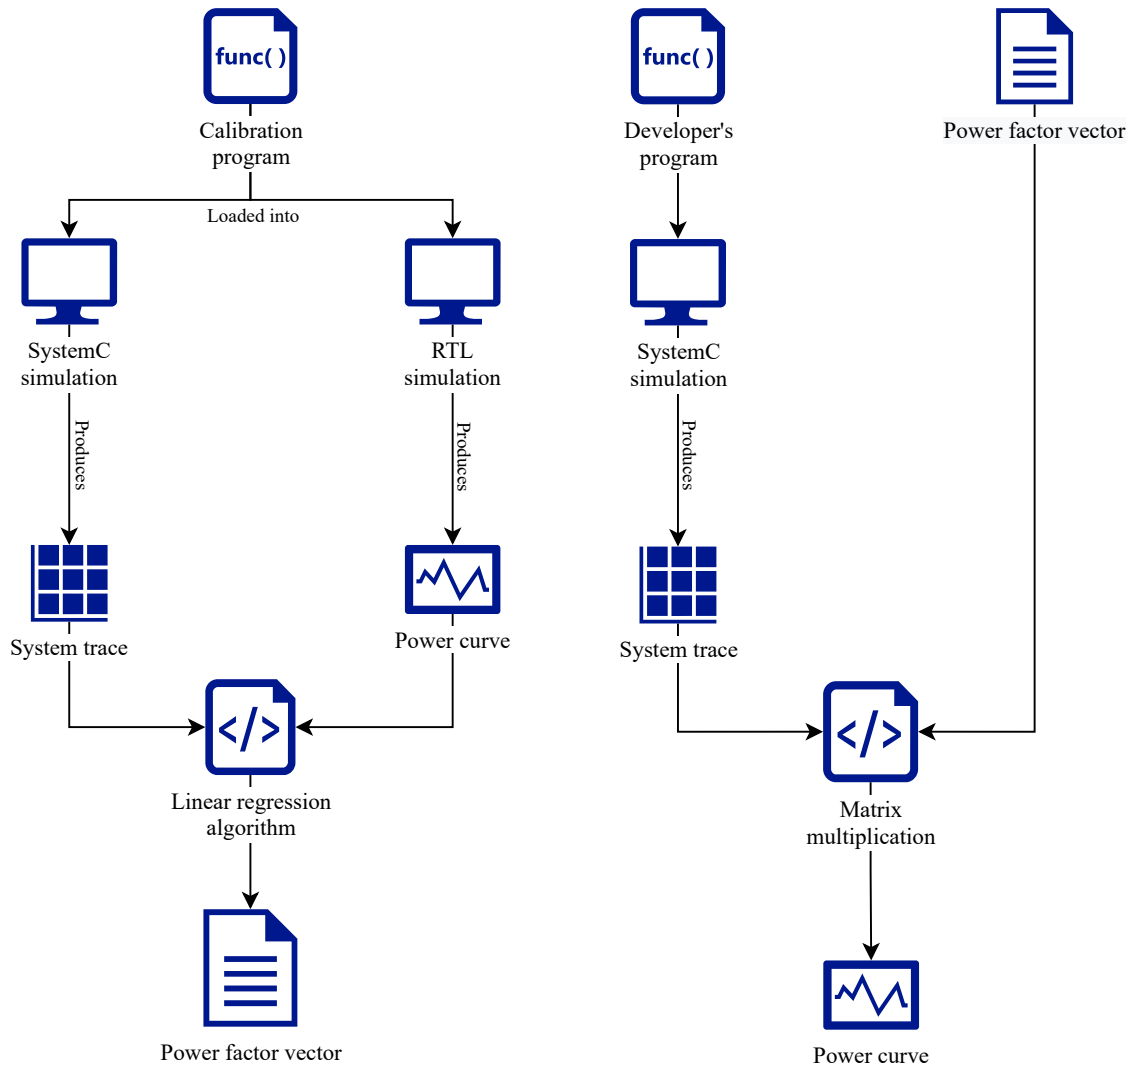 func( )
Calibration
program
Loaded into
SystemC
simulation
RTL
simulation
Produces
Produces
System trace
Power curve
</>
Linear regression
algorithm
Power factor vector
func( )
Developer's
program
Power factor vector
SystemC
simulation
Produces
System trace
</>
Matrix
multiplication
Power curve